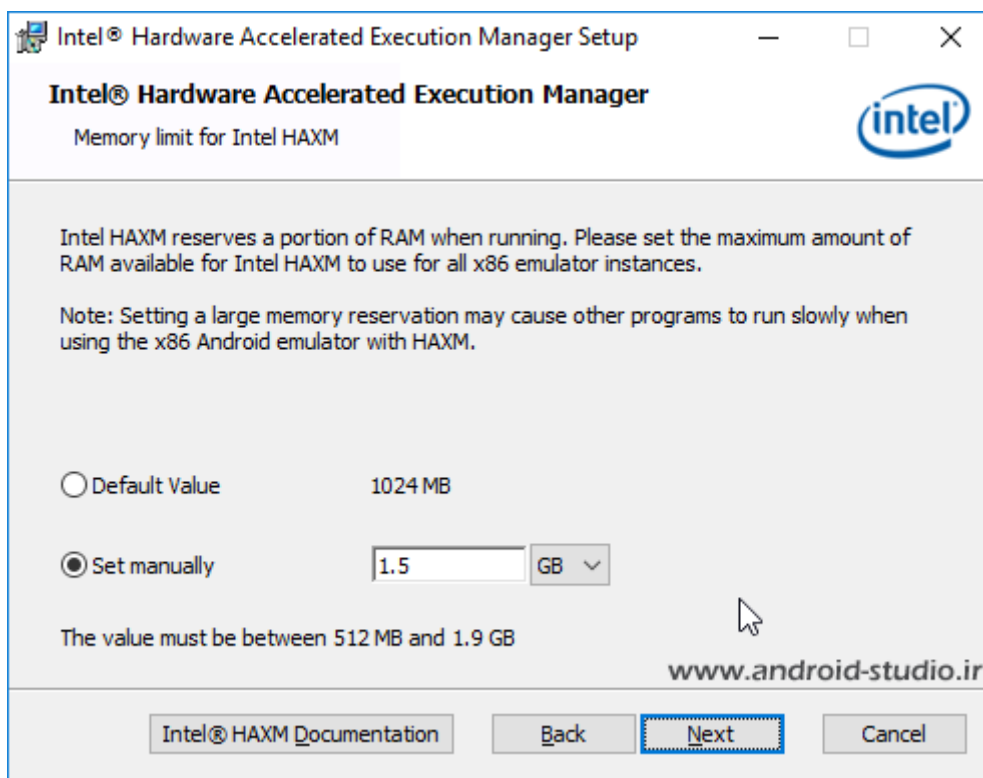 Intel® Hardware Accelerated Execution Manager Setup
Intel® Hardware Accelerated Execution Manager
Memory limit for Intel HAXM
intel
Intel HAXM reserves a portion of RAM when running. Please set the maximum amount of
RAM available for Intel HAXM to use for all x86 emulator instances.
Note: Setting a large memory reservation may cause other programs to run slowly when
using the x86 Android emulator with HAXM.
Default Value 1024 MB
Set manually 1.5 GB
The value must be between 512 MB and 1.9 GB
www.android-studio.ir
Intel® HAXM Documentation Back Next Cancel